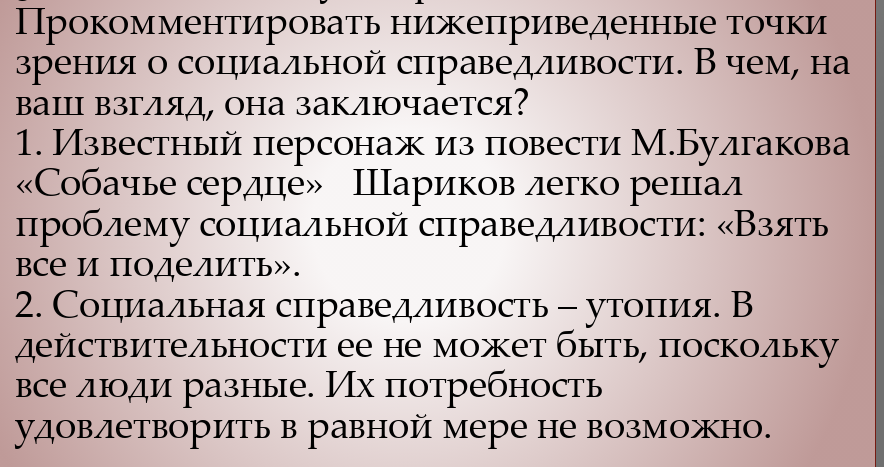 Прокомментировать нижеприведенные точки
зрения о социальной справедливости. В чем, на
ваш взгляд, она заключается?
1. Известный персонаж из повести М.Булгакова
«Собачье сердце» Шариков легко решал
проблему социальной справедливости: «Взять
все и поделить».
2. Социальная справедливость – утопия. В
действительности ее не может быть, поскольку
все люди разные. Их потребность
удовлетворить в равной мере не возможно.